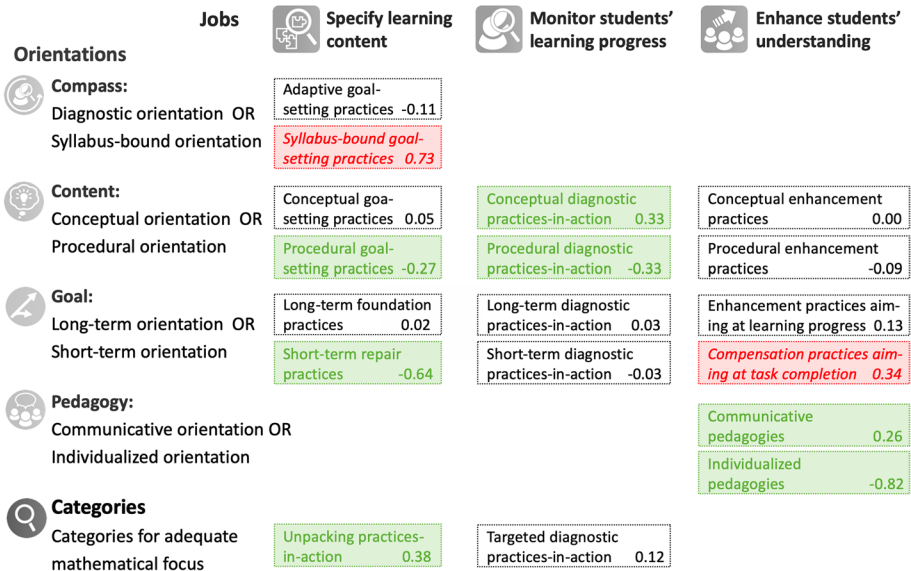 Jobs
Specify learning
content
Monitor students’
learning progress
Enhance students’
understanding
Orientations
Compass:
Diagnostic orientation OR
Syllabus-bound orientation
Adaptive goal-
setting practices -0.11
Syllabus-bound goal-
setting practices 0.73
Content:
Conceptual orientation OR
Procedural orientation
Conceptual goa-
setting practices 0.05
Procedural goal-
setting practices -0.27
Conceptual diagnostic
practices-in-action 0.33
Procedural diagnostic
practices-in-action -0.33
Conceptual enhancement
practices 0.00
Procedural enhancement
practices -0.09
Goal:
Long-term orientation OR
Short-term orientation
Long-term foundation
practices 0.02
Short-term repair
practices -0.64
Long-term diagnostic
practices-in-action 0.03
Short-term diagnostic
practices-in-action -0.03
Enhancement practices aim-
ing at learning progress 0.13
Compensation practices aim-
ing at task completion 0.34
Pedagogy:
Communicative orientation OR
Individualized orientation
Communicative
pedagogies 0.26
Individualized
pedagogies -0.82
Categories
Categories for adequate
mathematical focus
Unpacking practices-
in-action 0.38
Targeted diagnostic
practices-in-action 0.12